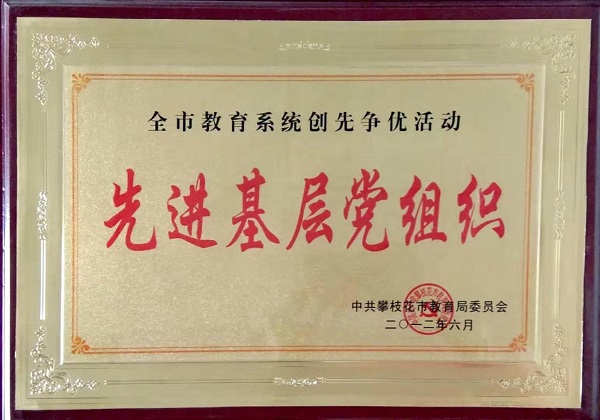 全市教育系统创先争优活动
先进基层党组织
中共攀枝花市教育局委员会
二〇一二年六月